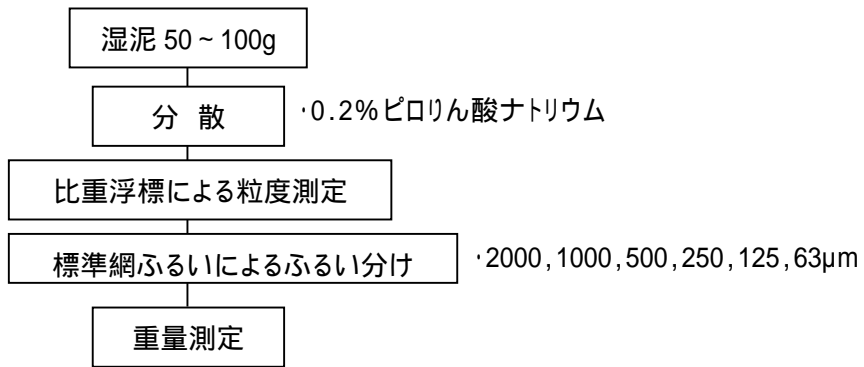 湿泥 50~100g
分 散
・0.2%ピロりん酸ナトリウム
比重浮標による粒度測定
標準網ふるいによるふるい分け
・2000,1000,500,250,125,63μm
重量測定